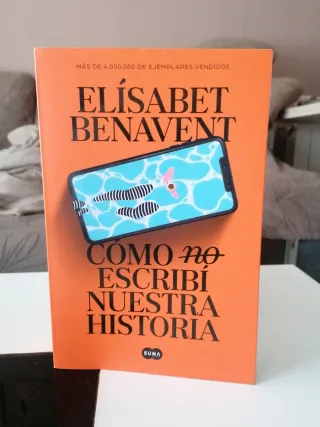 MÁS DE 4.000.000 DE EJEMPLARES VENDIDOS
ELÍSABET
BENAVENT
CÓMO no
ESCRIBÍ
NUESTRA
HISTORIA
SUMA